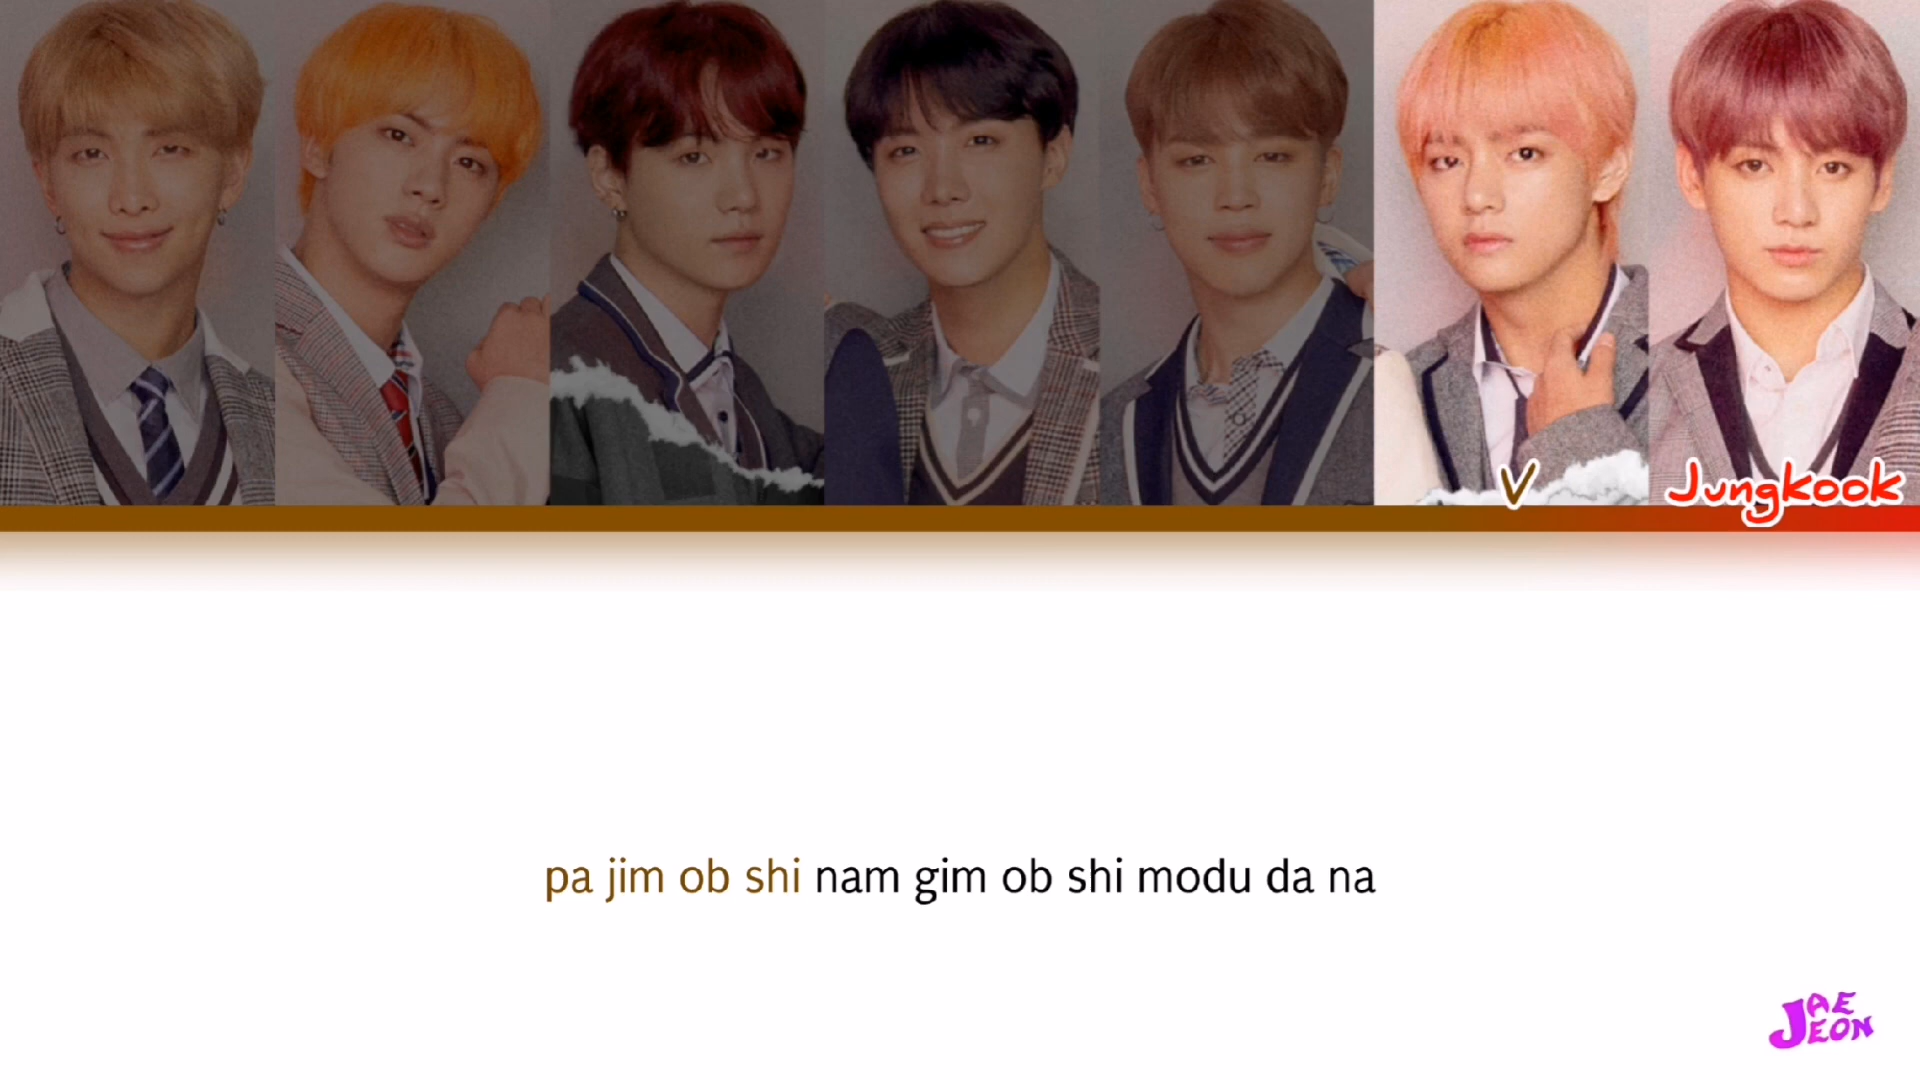 V
Jungkook
pa jim ob shi nam gim ob shi modu da na
JAE
JEON